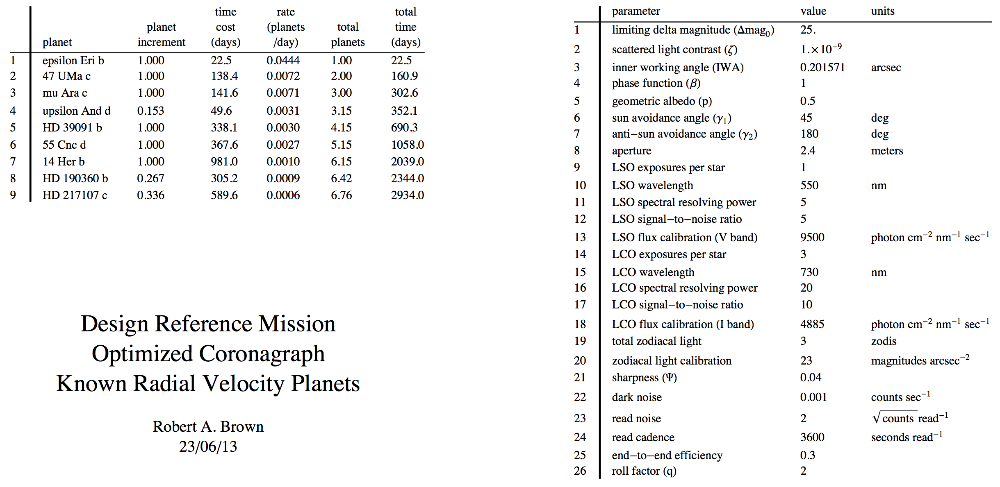 time rate total
planet cost (planets total time
planet increment (days) /day) planets (days)
1 epsilon Eri b 1.000 22.5 0.0444 1.00 22.5
2 47 UMa c 1.000 138.4 0.0072 2.00 160.9
3 mu Ara c 1.000 141.6 0.0071 3.00 302.6
4 upsilon And d 0.153 49.6 0.0031 3.15 352.1
5 HD 39091 b 1.000 338.1 0.0030 4.15 690.3
6 55 Cnc d 1.000 367.6 0.0027 5.15 1058.0
7 14 Her b 1.000 981.0 0.0010 6.15 2039.0
8 HD 190360 b 0.267 305.2 0.0009 6.42 2344.0
9 HD 217107 c 0.336 589.6 0.0006 6.76 2934.0
Design Reference Mission
Optimized Coronagraph
Known Radial Velocity Planets
Robert A. Brown
23/06/13
parameter value units
1 limiting delta magnitude (Δmag₀) 25.
2 scattered light contrast (ζ) 1.×10⁻⁹
3 inner working angle (IWA) 0.201571 arcsec
4 phase function (β) 1
5 geometric albedo (p) 0.5
6 sun avoidance angle (γ₁) 45 deg
7 anti−sun avoidance angle (γ₂) 180 deg
8 aperture 2.4 meters
9 LSO exposures per star 1
10 LSO wavelength 550 nm
11 LSO spectral resolving power 5
12 LSO signal−to−noise ratio 5
13 LSO flux calibration (V band) 9500 photon cm⁻² nm⁻¹ sec⁻¹
14 LCO exposures per star 3
15 LCO wavelength 730 nm
16 LCO spectral resolving power 20
17 LCO signal−to−noise ratio 10
18 LCO flux calibration (I band) 4885 photon cm⁻² nm⁻¹ sec⁻¹
19 total zodiacal light 3 zodis
20 zodiacal light calibration 23 magnitudes arcsec⁻²
21 sharpness (Ψ) 0.04
22 dark noise 0.001 counts sec⁻¹
23 read noise 2 √counts read⁻¹
24 read cadence 3600 seconds read⁻¹
25 end−to−end efficiency 0.3
26 roll factor (q) 2